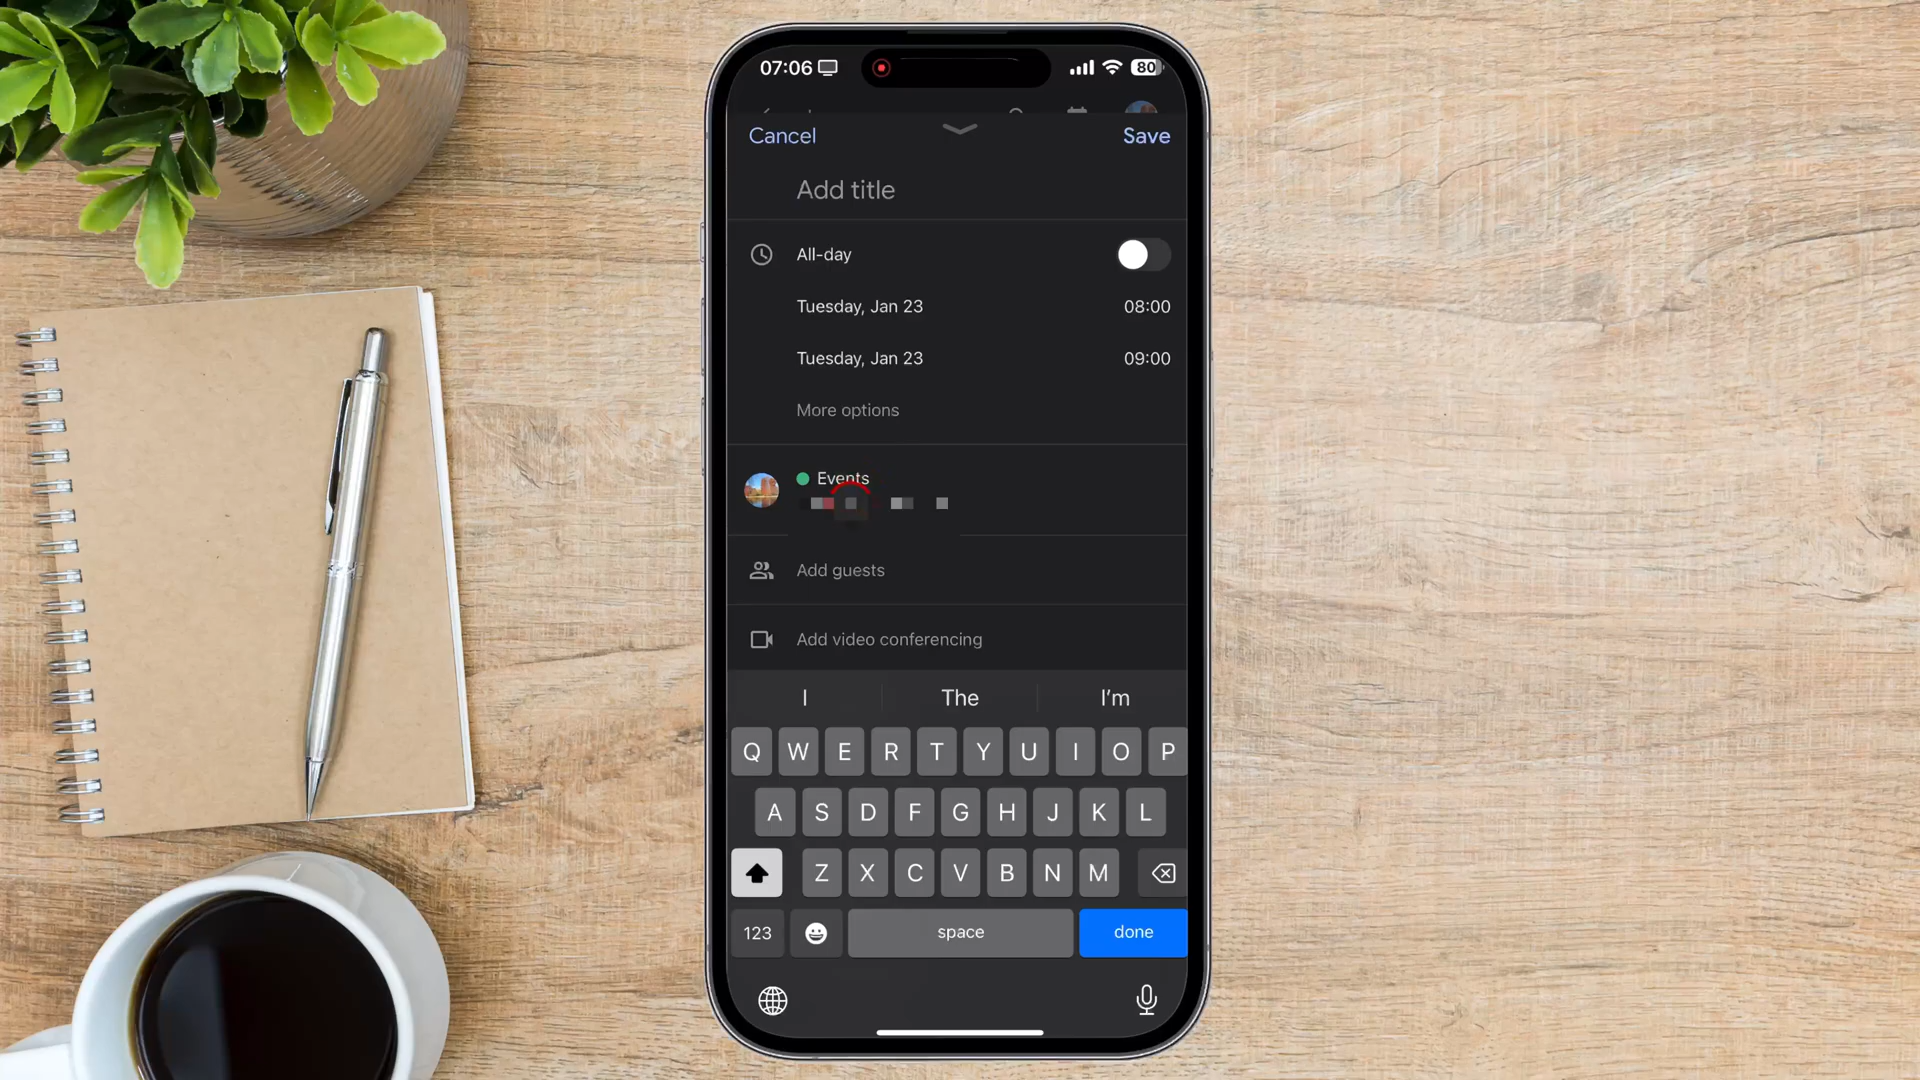 07:06
80
Cancel
Save
Add title
All-day
Tuesday, Jan 23
08:00
Tuesday, Jan 23
09:00
More options
Events
Add guests
Add video conferencing
I
The
I'm
Q W E R T Y U I O P
A S D F G H J K L
Z X C V B N M
123
space
done